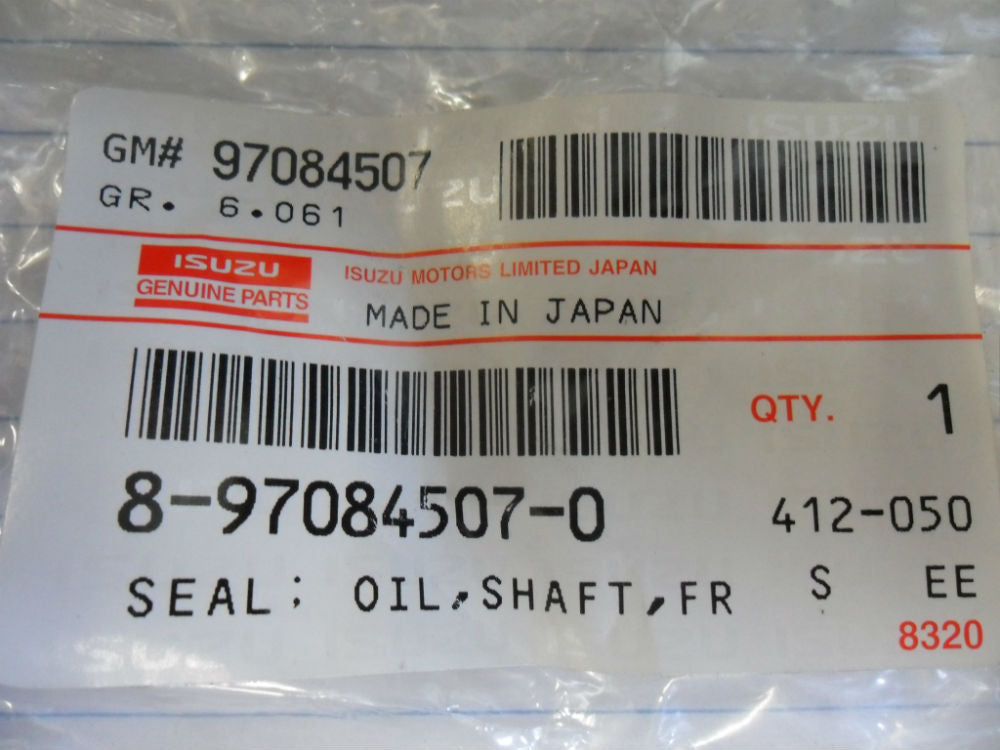 GM# 97084507
GR. 6.061
ISUZU
GENUINE PARTS
ISUZU MOTORS LIMITED JAPAN
MADE IN JAPAN
QTY. 1
8-97084507-0
412-050
SEAL; OIL,SHAFT,FR
S EE
8320